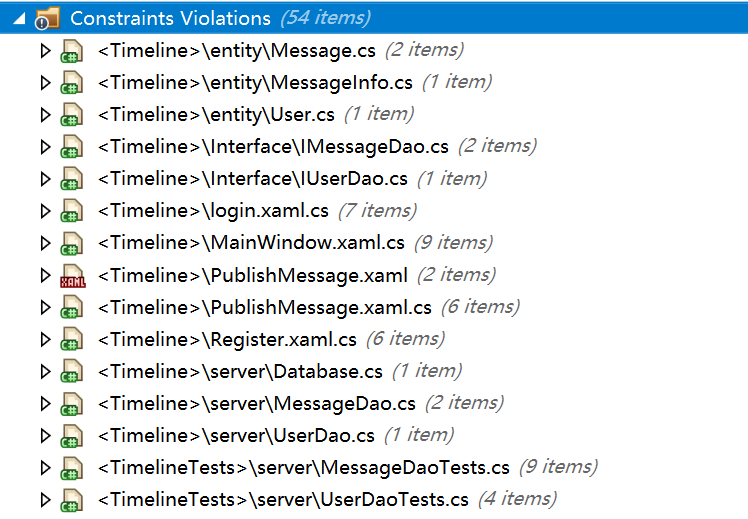 Constraints Violations (54 items)
<Timeline>\entity\Message.cs (2 items)
<Timeline>\entity\MessageInfo.cs (1 item)
<Timeline>\entity\User.cs (1 item)
<Timeline>\Interface\IMessageDao.cs (2 items)
<Timeline>\Interface\IUserDao.cs (1 item)
<Timeline>\login.xaml.cs (7 items)
<Timeline>\MainWindow.xaml.cs (9 items)
<Timeline>\PublishMessage.xaml (2 items)
<Timeline>\PublishMessage.xaml.cs (6 items)
<Timeline>\Register.xaml.cs (6 items)
<Timeline>\server\Database.cs (1 item)
<Timeline>\server\MessageDao.cs (2 items)
<Timeline>\server\UserDao.cs (1 item)
<TimelineTests>\server\MessageDaoTests.cs (9 items)
<TimelineTests>\server\UserDaoTests.cs (4 items)